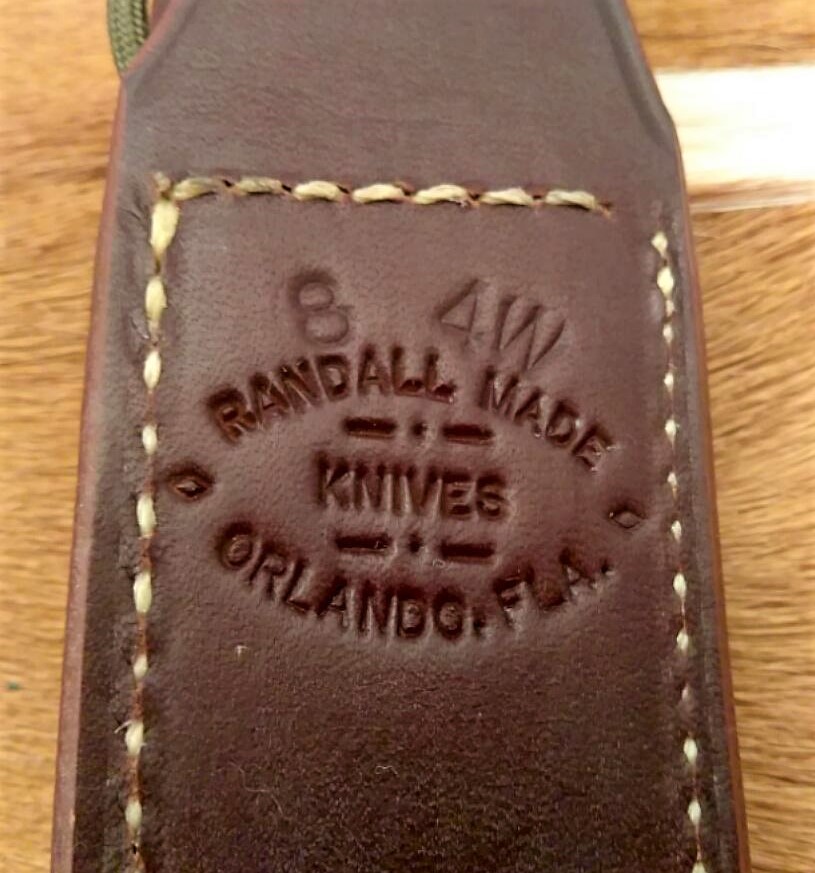 8 4W
RANDALL MADE
KNIVES
ORLANDO, FLA.